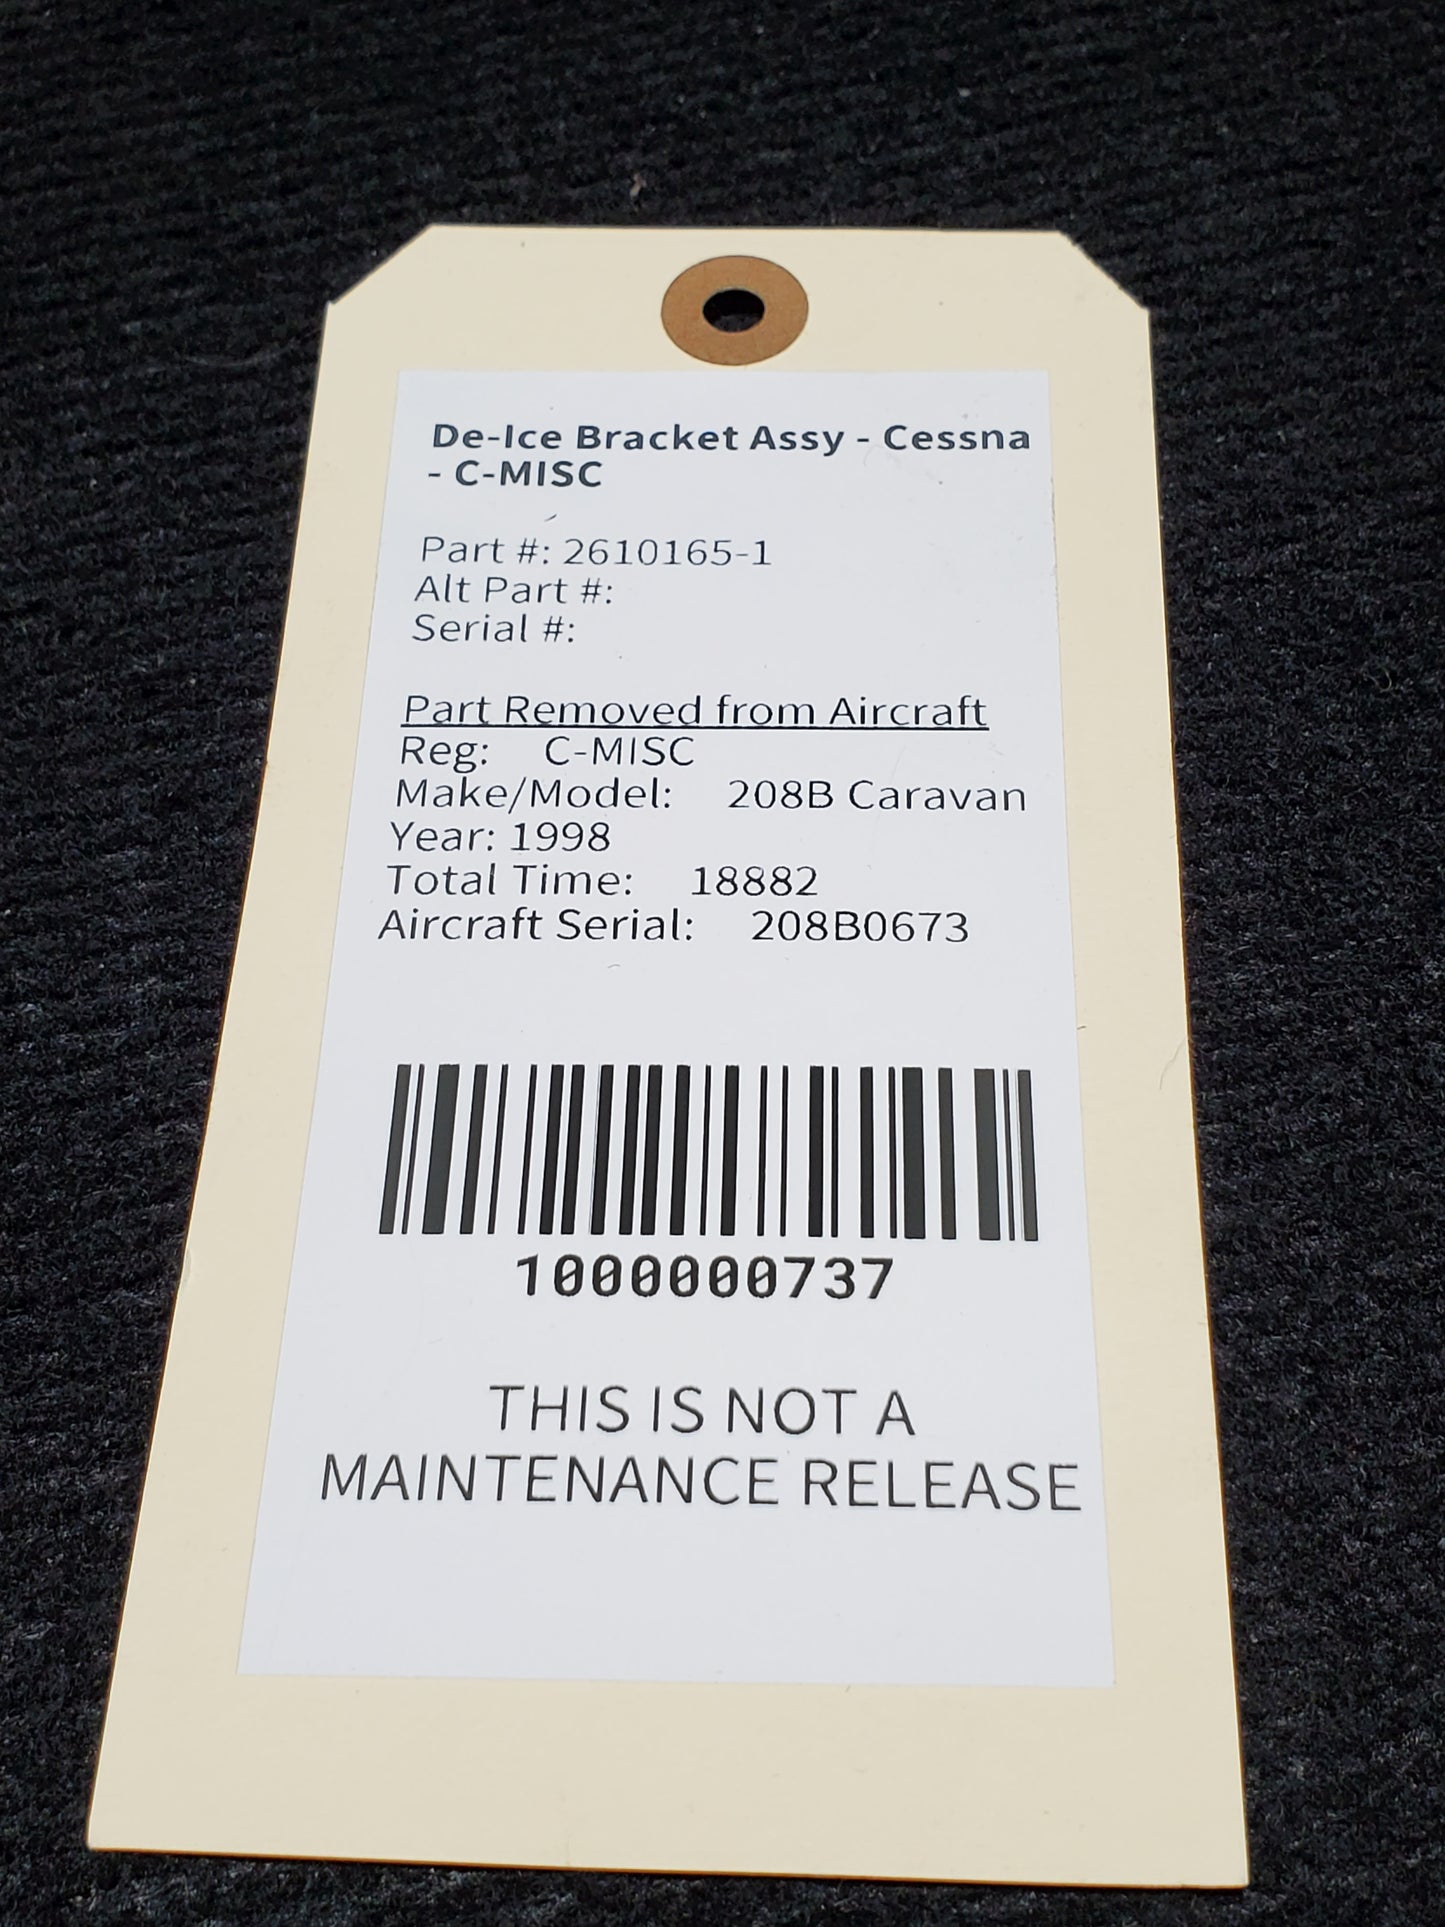 De-Ice Bracket Assy - Cessna
- C-MISC
Part #: 2610165-1
Alt Part #:
Serial #:
Part Removed from Aircraft
Reg: C-MISC
Make/Model: 208B Caravan
Year: 1998
Total Time: 18882
Aircraft Serial: 208B0673
1000000737
THIS IS NOT A
MAINTENANCE RELEASE